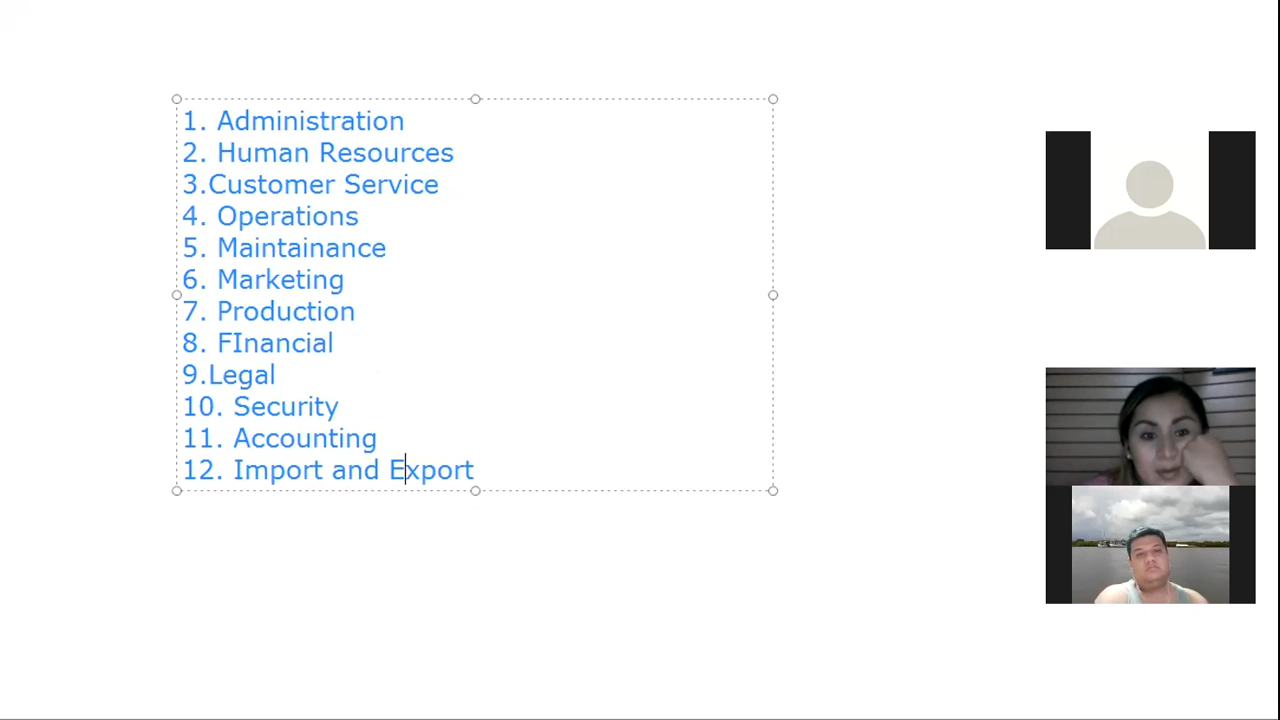 1. Administration
2. Human Resources
3.Customer Service
4. Operations
5. Maintainance
6. Marketing
7. Production
8. FInancial
9.Legal
10. Security
11. Accounting
12. Import and Export